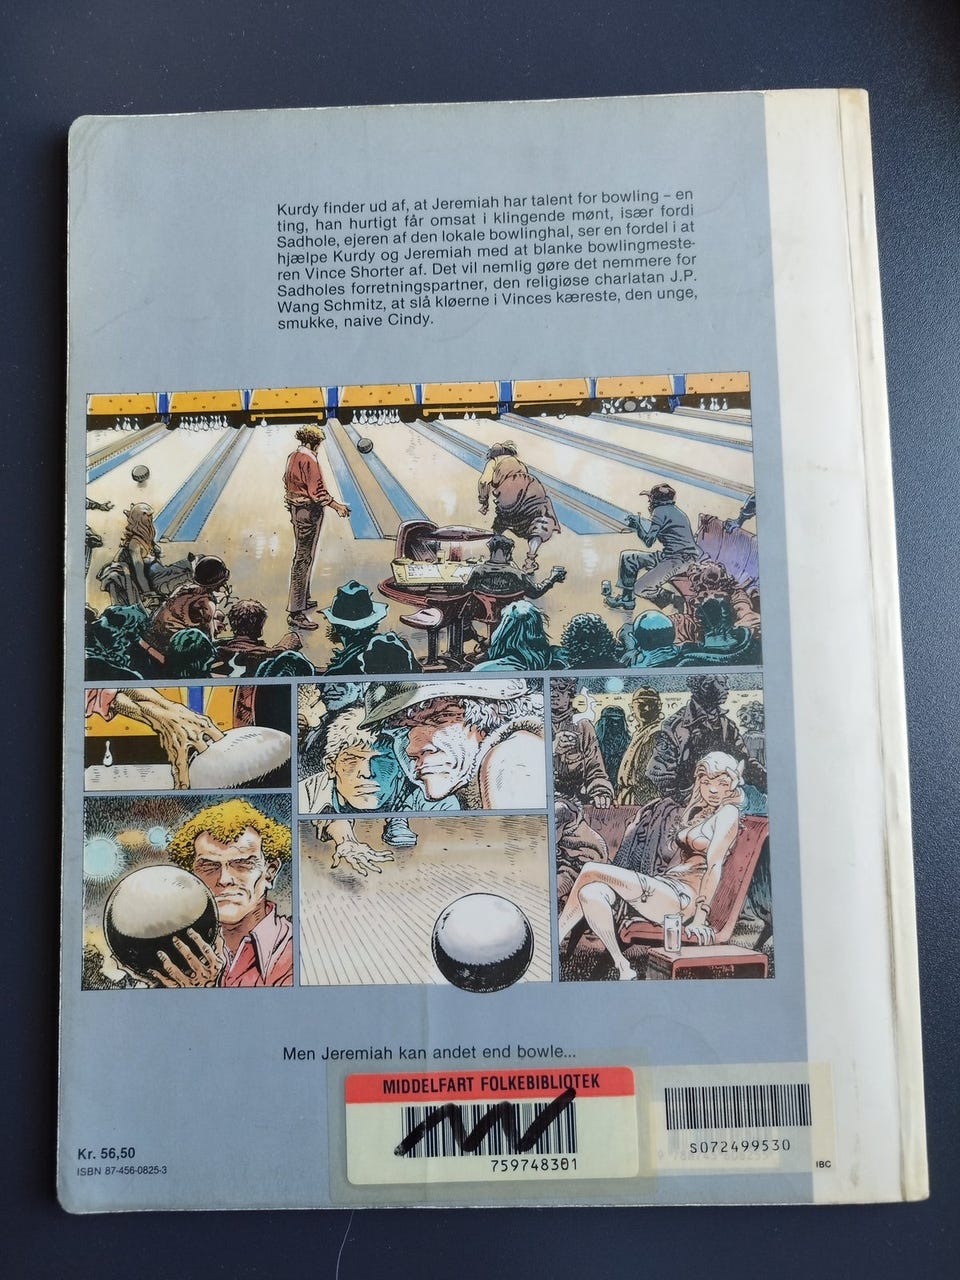 Kurdy finder ud af, at Jeremiah har talent for bowling – en
ting, han hurtigt får omsat i klingende mønt, især fordi
Sadhole, ejeren af den lokale bowlinghal, ser en fordel i at
hjælpe Kurdy og Jeremiah med at blanke bowlingmeste-
ren Vince Shorter af. Det vil nemlig gøre det nemmere for
Sadholes forretningspartner, den religiøse charlatan J.P.
Wang Schmitz, at slå kløerne i Vinces kæreste, den unge,
smukke, naive Cindy.
Men Jeremiah kan andet end bowle...
MIDDELFART FOLKEBIBLIOTEK
759748301
S072499530
Kr. 56,50
ISBN 87-456-0825-3
IBC